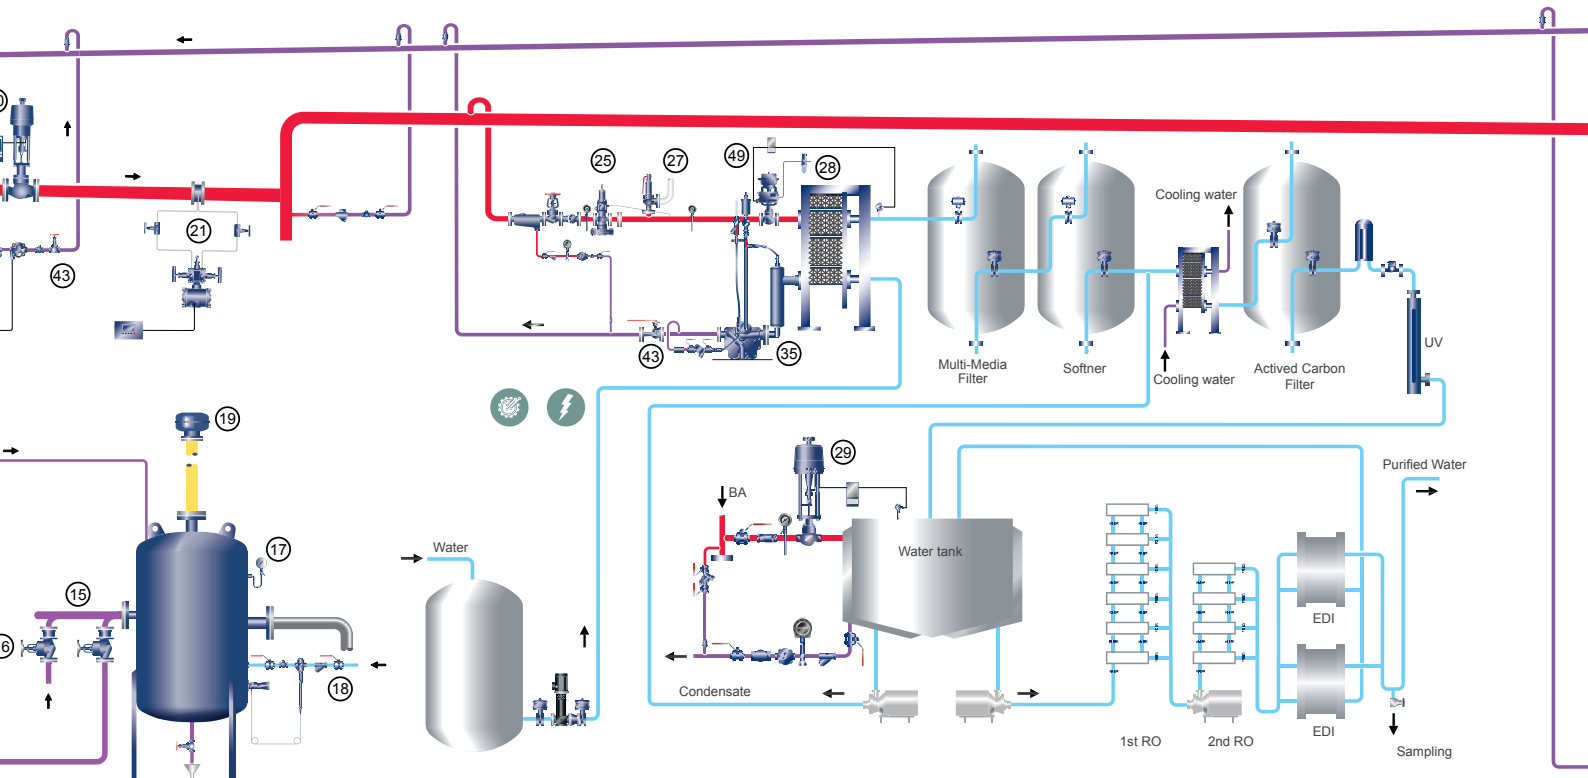 25
27
49
28
21
43
43
35
Cooling water
Cooling water
Multi-Media
Filter
Softner
Actived Carbon
Filter
UV
19
29
17
15
18
6
BA
Water
Water tank
Condensate
Purified Water
EDI
EDI
1st RO
2nd RO
Sampling